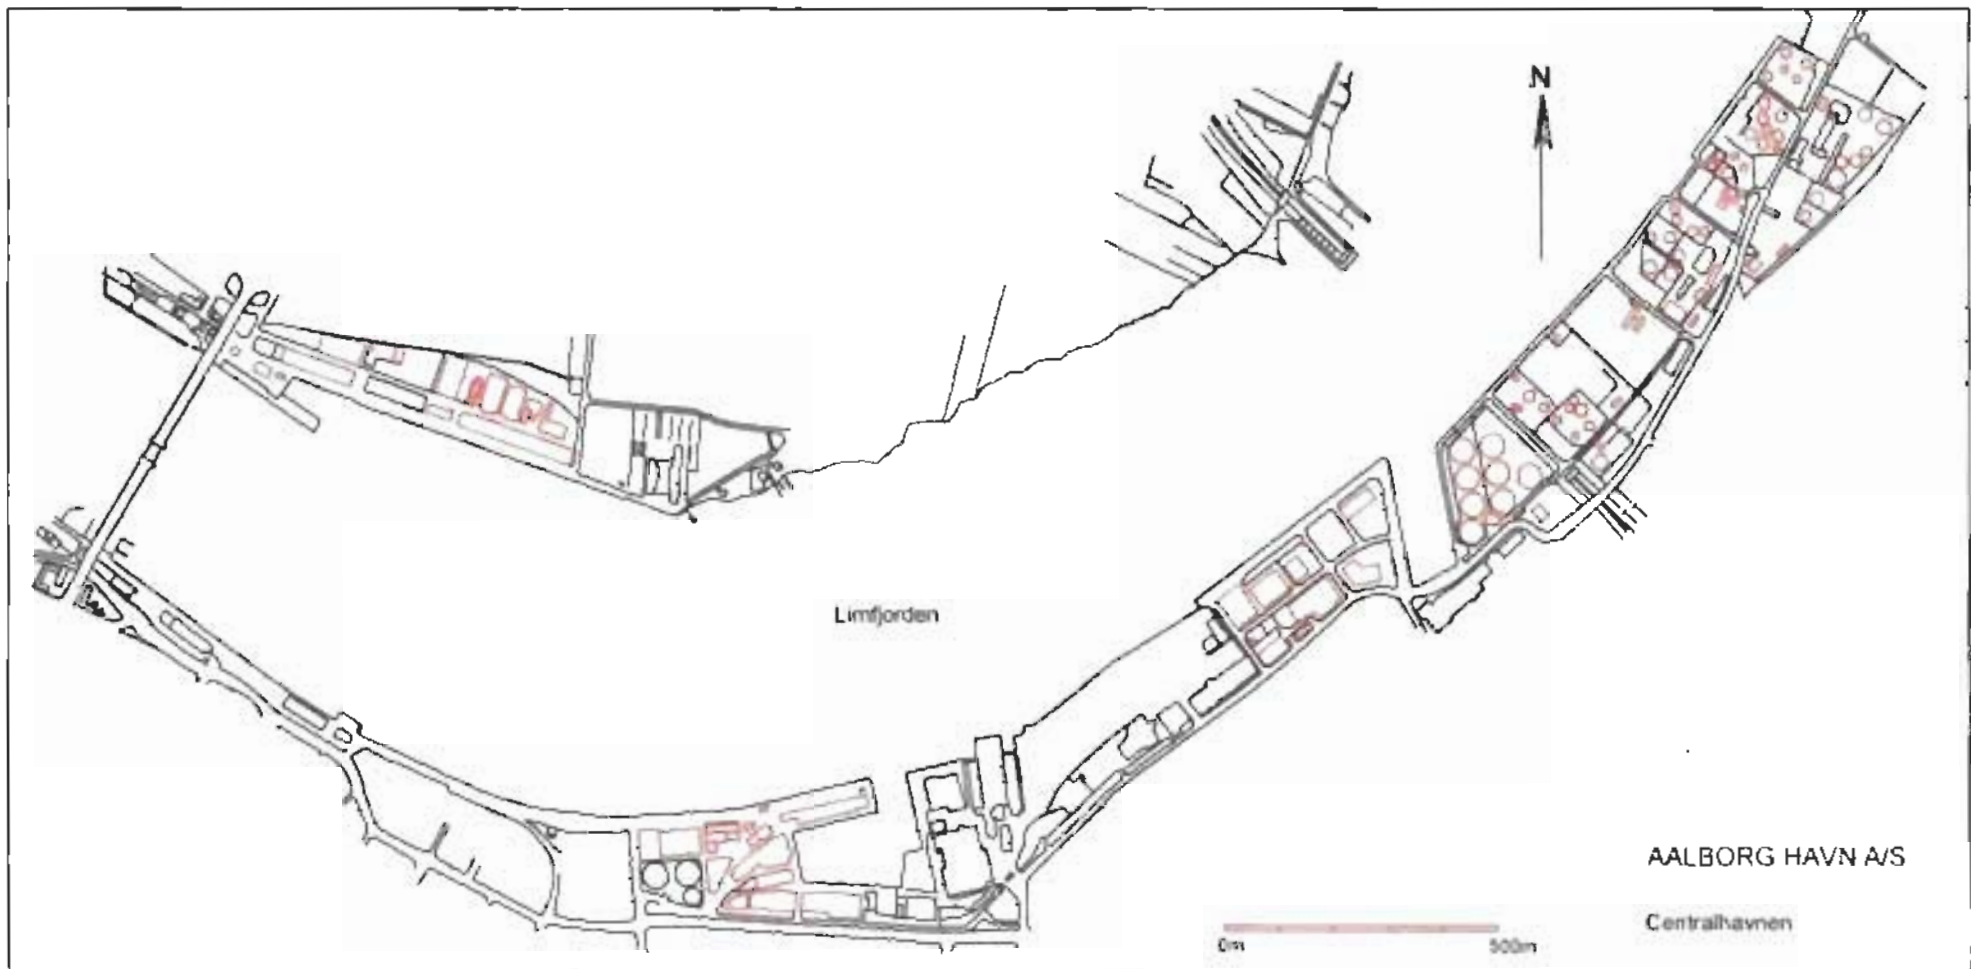 N
Limfjorden
AALBORG HAVN A/S
Centralhavnen
0m 500m